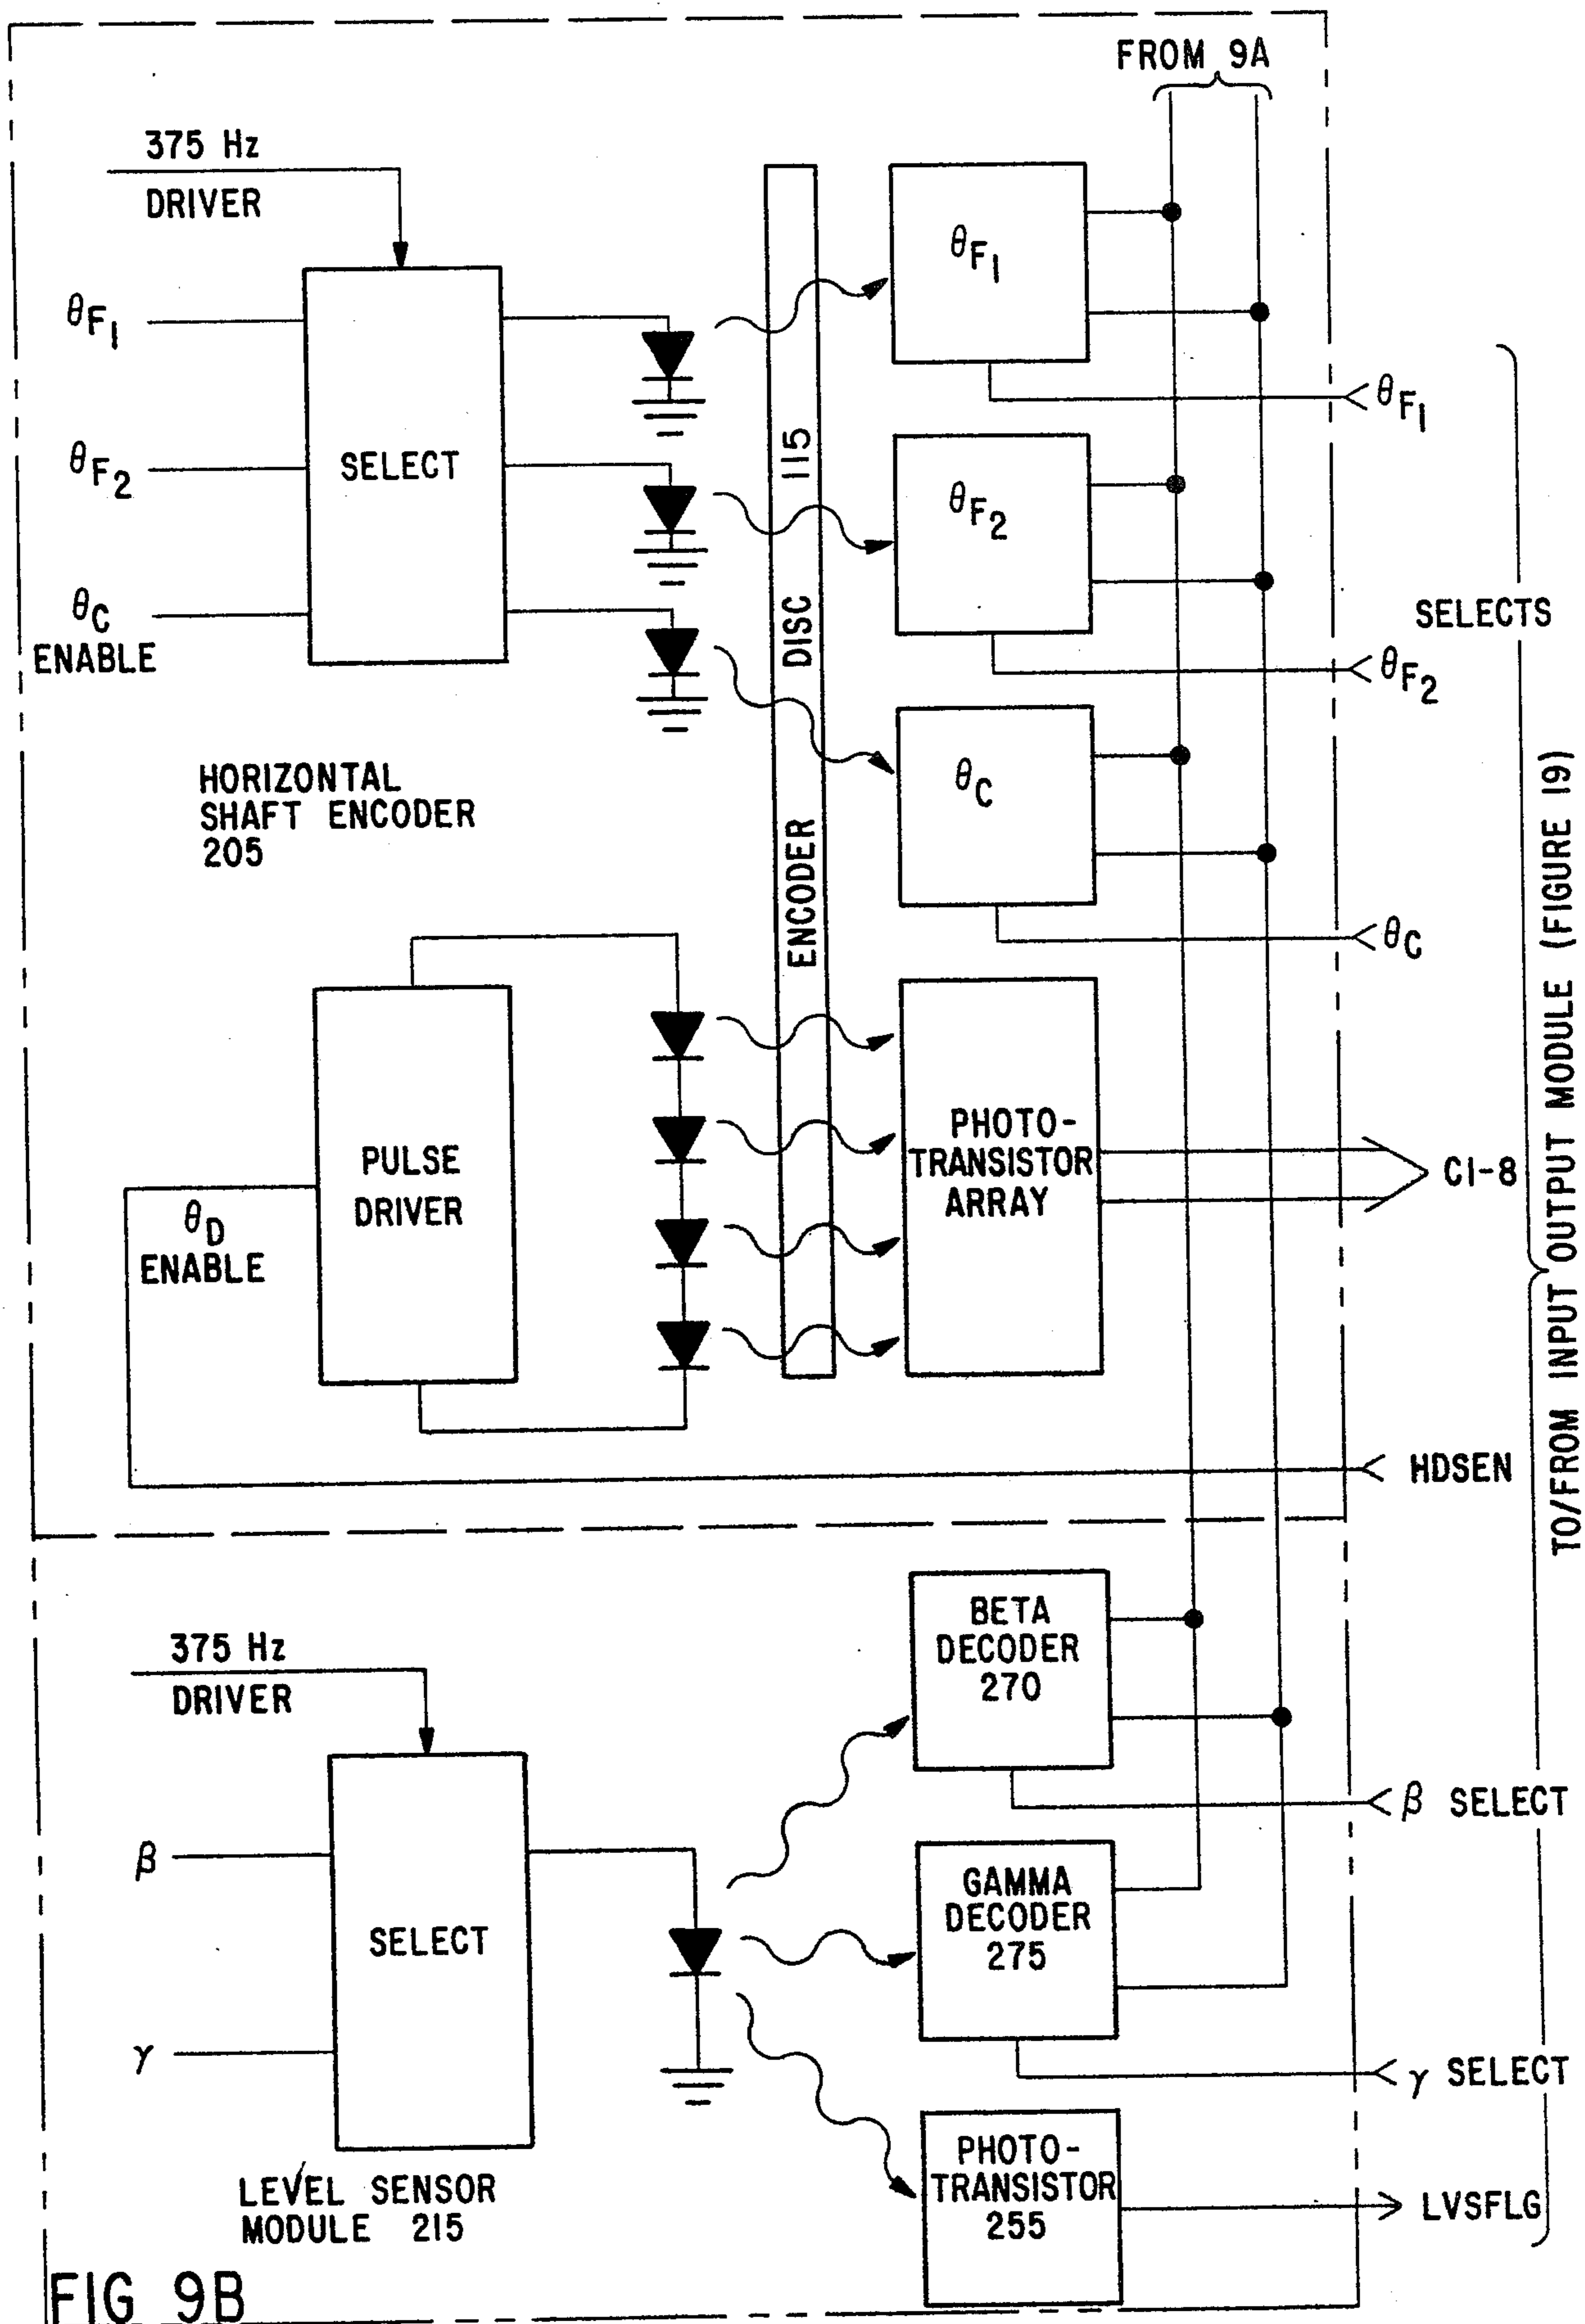 FROM 9A
375 Hz
DRIVER
θF1
θF2
θC
ENABLE
SELECT
ENCODER DISC 115
θF1
θF2
θC
θF1
θF2
θC
SELECTS
HORIZONTAL
SHAFT ENCODER
205
PULSE
DRIVER
θD
ENABLE
PHOTO-
TRANSISTOR
ARRAY
C1-8
HDSEN
TO/FROM INPUT OUTPUT MODULE (FIGURE 19)
375 Hz
DRIVER
β
γ
SELECT
BETA
DECODER
270
β SELECT
GAMMA
DECODER
275
γ SELECT
PHOTO-
TRANSISTOR
255
LVSFLG
LEVEL SENSOR
MODULE 215
FIG 9B